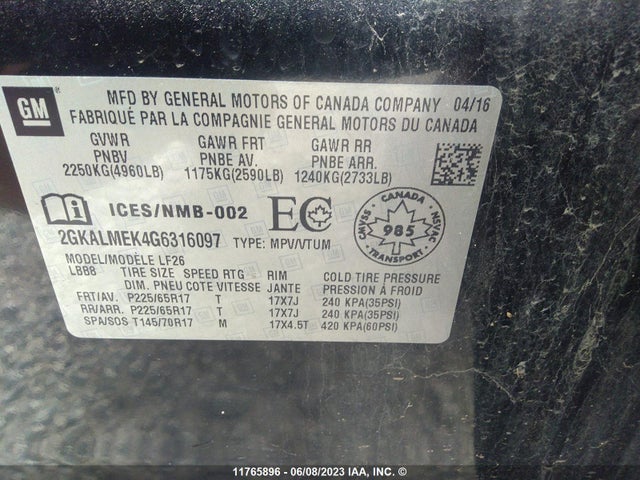 GM
MFD BY GENERAL MOTORS OF CANADA COMPANY 04/16
FABRIQUÉ PAR LA COMPAGNIE GENERAL MOTORS DU CANADA
GVWR GAWR FRT GAWR RR
PNBV PNBE AV. PNBE ARR.
2250KG(4960LB) 1175KG(2590LB) 1240KG(2733LB)
ICES/NMB-002 EC
CANADA
CMVSS 985 NSVAC
TRANSPORT
2GKALMEK4G6316097 TYPE: MPV/VTUM
MODEL/MODÈLE LF26
LBB8 TIRE SIZE SPEED RTG RIM COLD TIRE PRESSURE
DIM. PNEU COTE VITESSE JANTE PRESSION À FROID
FRT/AV. P225/65R17 T 17X7J 240 KPA(35PSI)
RR/ARR. P225/65R17 T 17X7J 240 KPA(35PSI)
SPA/SOS T145/70R17 M 17X4.5T 420 KPA(60PSI)
11765896 - 06/08/2023 IAA, Inc. ©